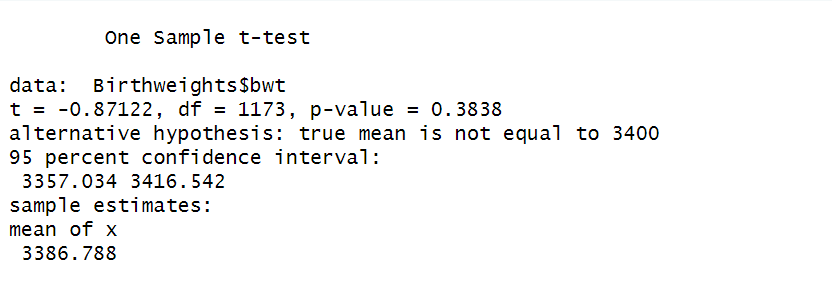 One Sample t-test
data:  Birthweights$bwt
t = -0.87122, df = 1173, p-value = 0.3838
alternative hypothesis: true mean is not equal to 3400
95 percent confidence interval:
3357.034 3416.542
sample estimates:
mean of x
3386.788